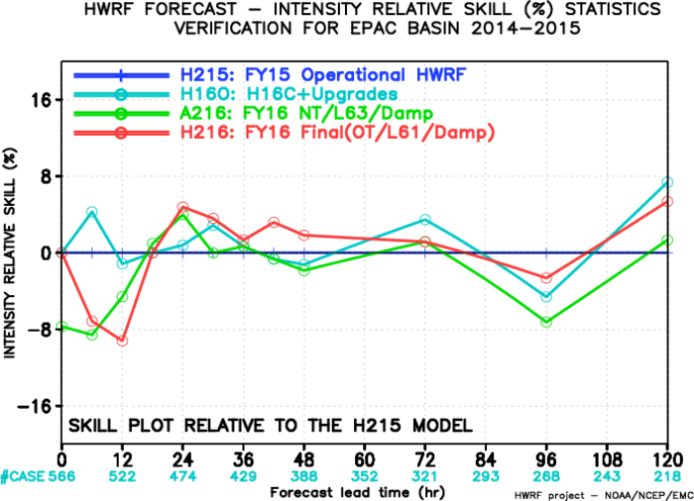 HWRF FORECAST − INTENSITY RELATIVE SKILL (%) STATISTICS
VERIFICATION FOR EPAC BASIN 2014−2015
H215: FY15 Operational HWRF
H16O: H16C+Upgrades
A216: FY16 NT/L63/Damp
H216: FY16 Final(OT/L61/Damp)
INTENSITY RELATIVE SKILL (%)
16
8
0
−8
−16
SKILL PLOT RELATIVE TO THE H215 MODEL
0 12 24 36 48 60 72 84 96 108 120
#CASE 566 522 474 429 388 352 321 293 268 243 218
Forecast lead time (hr)
HWRF project − NOAA/NCEP/EMC